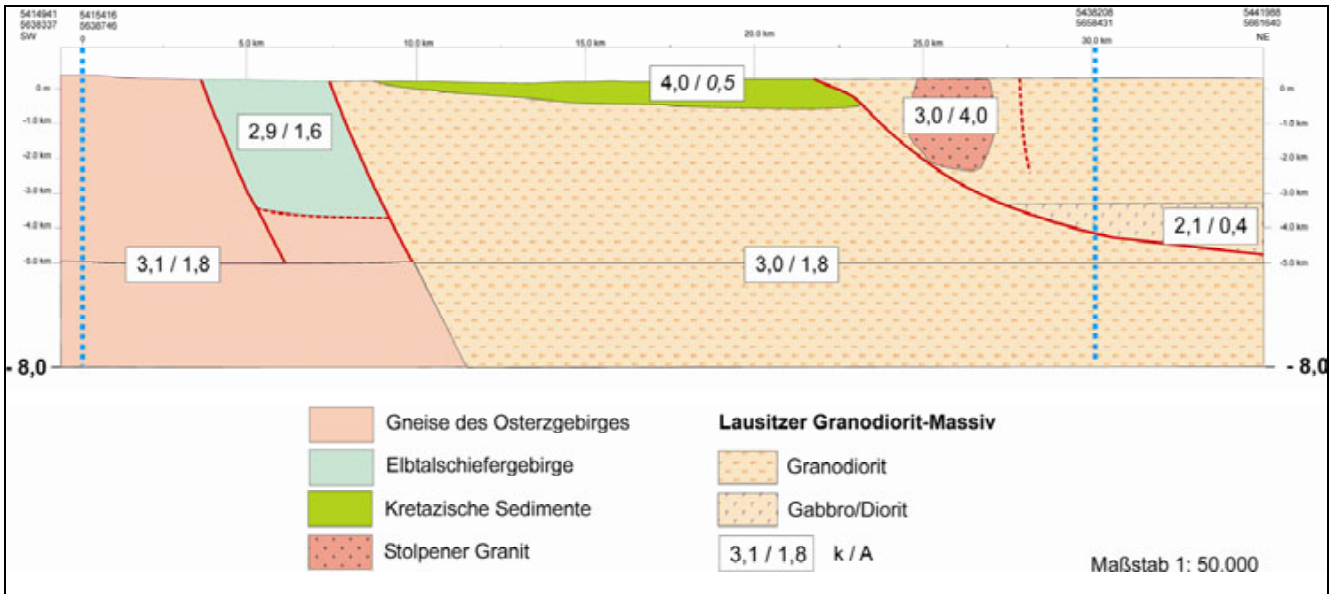 5414941 5415416 5438208 5441988
5638337 5638746 5658431 5661640
SW 0 5.0 km 10.0 km 15.0 km 20.0 km 25.0 km 30.0 km NE
0 m 0 m
-1.0 km -1.0 km
-2.0 km -2.0 km
-3.0 km -3.0 km
-4.0 km -4.0 km
-5.0 km -5.0 km
- 8,0 - 8,0
4,0 / 0,5
2,9 / 1,6
3,0 / 4,0
2,1 / 0,4
3,1 / 1,8
3,0 / 1,8
Gneise des Osterzgebirges
Elbtalschiefergebirge
Kretazische Sedimente
Stolpener Granit
Lausitzer Granodiorit-Massiv
Granodiorit
Gabbro/Diorit
3,1 / 1,8 k / A
Maßstab 1: 50.000